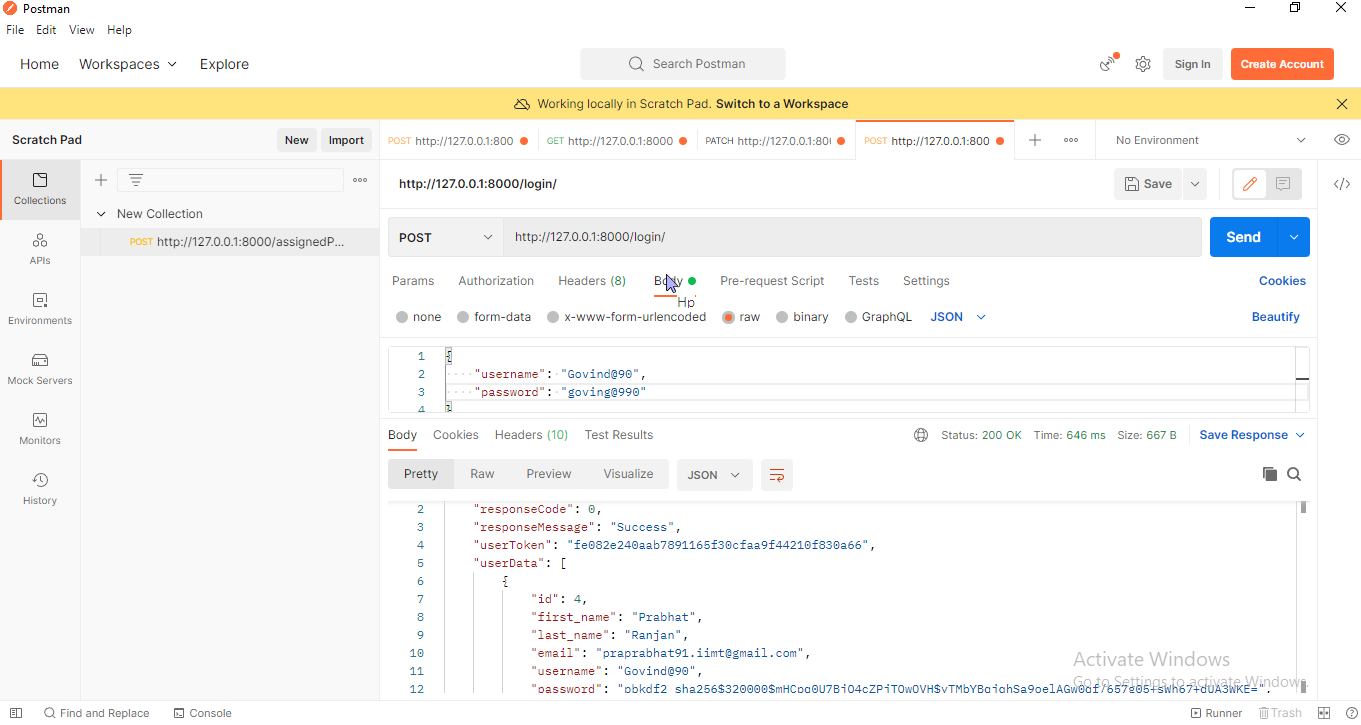 Postman
File Edit View Help
Home Workspaces Explore Search Postman Sign In Create Account
Working locally in Scratch Pad. Switch to a Workspace
Scratch Pad New Import POST http://127.0.0.1:800 GET http://127.0.0.1:8000 PATCH http://127.0.0.1:80 POST http://127.0.0.1:800 No Environment
Collections
APIs
Environments
Mock Servers
Monitors
History
New Collection
POST http://127.0.0.1:8000/assignedP...
http://127.0.0.1:8000/login/ Save
POST http://127.0.0.1:8000/login/ Send
Params Authorization Headers (8) Body Pre-request Script Tests Settings Cookies
Hp
none form-data x-www-form-urlencoded raw binary GraphQL JSON Beautify
1 {
2 "username": "Govind@90",
3 "password": "goving@990"
4 }
Body Cookies Headers (10) Test Results Status: 200 OK Time: 646 ms Size: 667 B Save Response
Pretty Raw Preview Visualize JSON
2 "responseCode": 0,
3 "responseMessage": "Success",
4 "userToken": "fe082e240aab7891165f30cfaa9f44210f830a66",
5 "userData": [
6 {
7 "id": 4,
8 "first_name": "Prabhat",
9 "last_name": "Ranjan",
10 "email": "praprabhat91.iimt@gmail.com",
11 "username": "Govind@90",
12 "password":
Activate Windows
Go to Settings to activate Windows.
Find and Replace Console Runner Trash